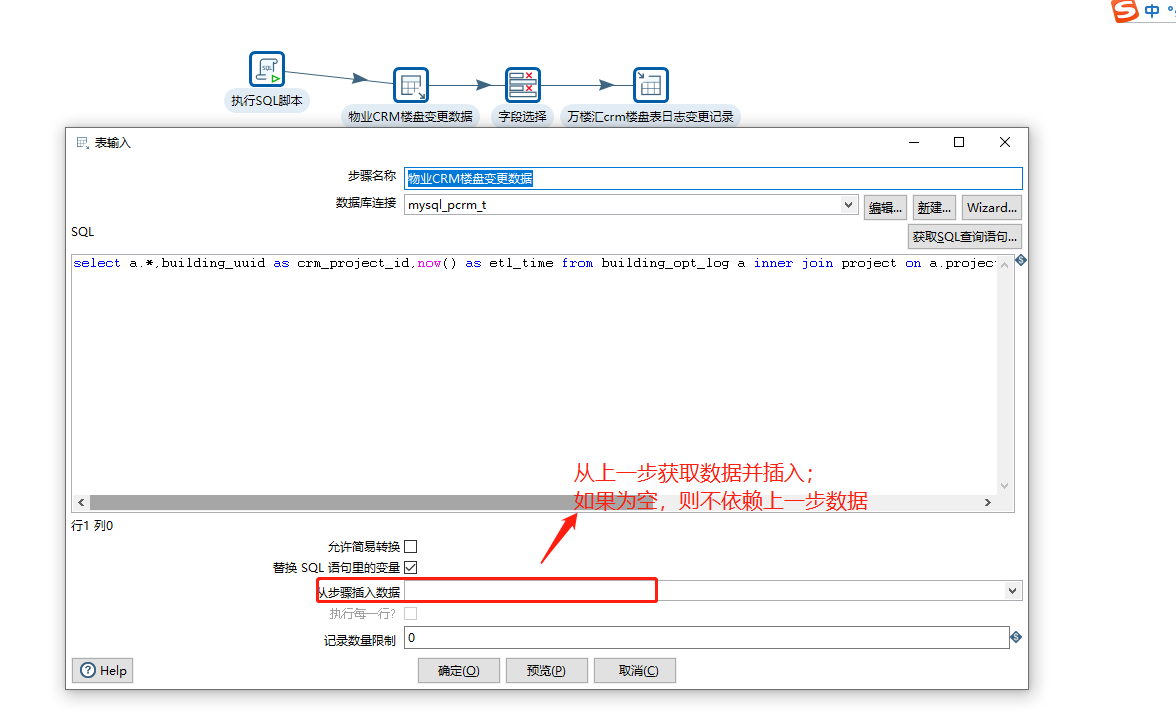 中
执行SQL脚本
物业CRM楼盘变更数据
字段选择
万楼汇crm楼盘表日志变更记录
表输入
步骤名称
物业CRM楼盘变更数据
数据库连接
mysql_pcrm_t
编辑...
新建...
Wizard...
SQL
获取SQL查询语句...
select a.*,building_uuid as crm_project_id,now() as etl_time from building_opt_log a inner join project on a.projec
从上一步获取数据并插入；
如果为空，则不依赖上一步数据
行1 列0
允许简易转换
替换 SQL 语句里的变量
从步骤插入数据
执行每一行?
记录数量限制
0
Help
确定(O)
预览(P)
取消(C)